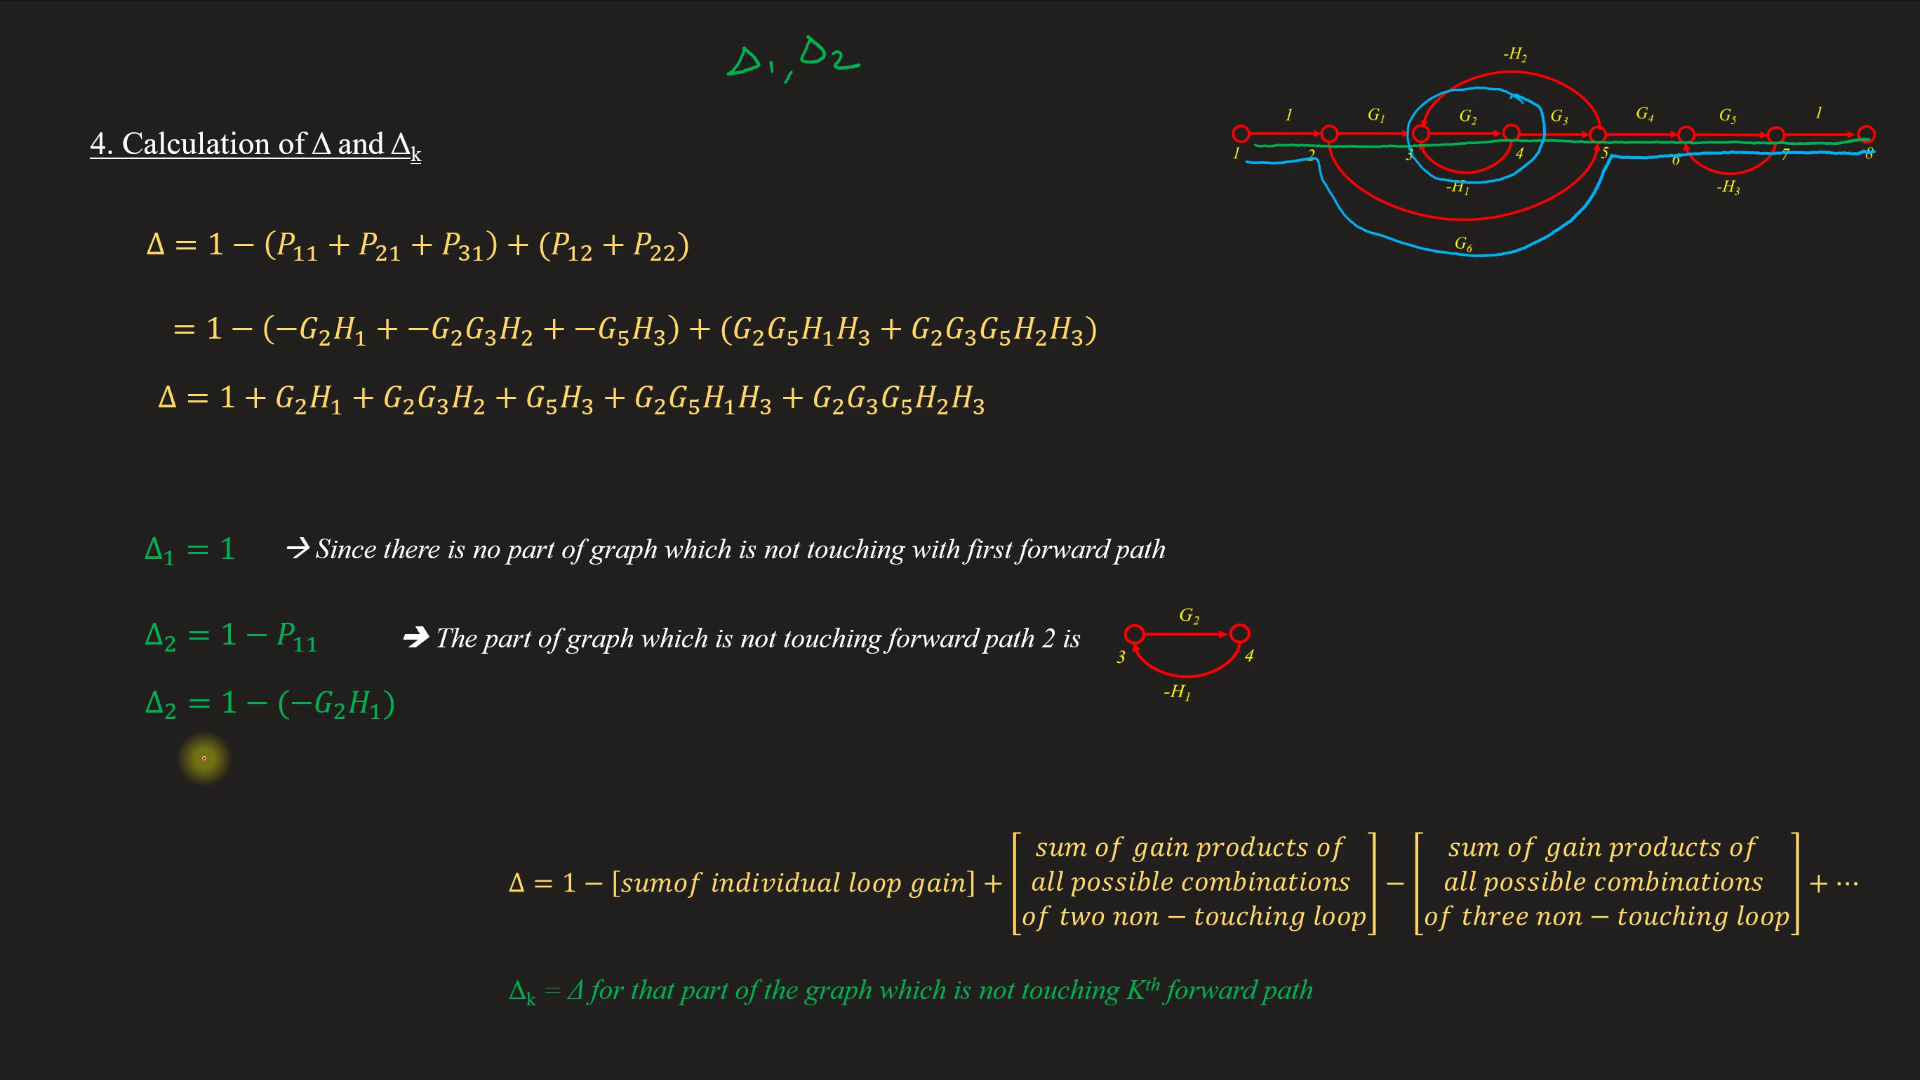 Δ1, Δ2
4. Calculation of Δ and Δₖ
-H₂
1 G₁ G₂ G₃ G₄ G₅ 1
1 2 3 4 5 6 7 8
-H₁ -H₃
G₆
Δ = 1 − (P₁₁ + P₂₁ + P₃₁) + (P₁₂ + P₂₂)
= 1 − (−G₂H₁ + −G₂G₃H₂ + −G₅H₃) + (G₂G₅H₁H₃ + G₂G₃G₅H₂H₃)
Δ = 1 + G₂H₁ + G₂G₃H₂ + G₅H₃ + G₂G₅H₁H₃ + G₂G₃G₅H₂H₃
Δ₁ = 1 → Since there is no part of graph which is not touching with first forward path
Δ₂ = 1 − P₁₁ → The part of graph which is not touching forward path 2 is
G₂
3 4
-H₁
Δ₂ = 1 − (−G₂H₁)
Δ = 1 − [sumof individual loop gain] + [sum of gain products of all possible combinations of two non − touching loop] − [sum of gain products of all possible combinations of three non − touching loop] + ⋯
Δₖ = Δ for that part of the graph which is not touching Kᵗʰ forward path